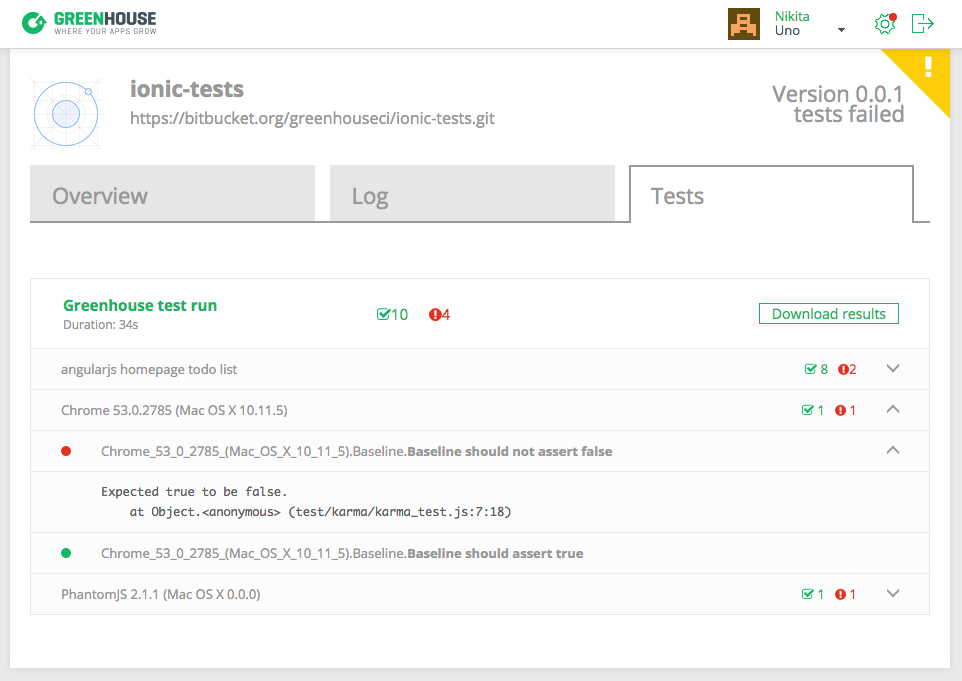 GREENHOUSE
WHERE YOUR APPS GROW
Nikita
Uno
ionic-tests
https://bitbucket.org/greenhouseci/ionic-tests.git
Version 0.0.1
tests failed
!
Overview
Log
Tests
Greenhouse test run
Duration: 34s
10 4
Download results
angularjs homepage todo list 8 2
Chrome 53.0.2785 (Mac OS X 10.11.5) 1 1
Chrome_53_0_2785_(Mac_OS_X_10_11_5).Baseline.Baseline should not assert false
Expected true to be false.
at Object.<anonymous> (test/karma/karma_test.js:7:18)
Chrome_53_0_2785_(Mac_OS_X_10_11_5).Baseline.Baseline should assert true
PhantomJS 2.1.1 (Mac OS X 0.0.0) 1 1